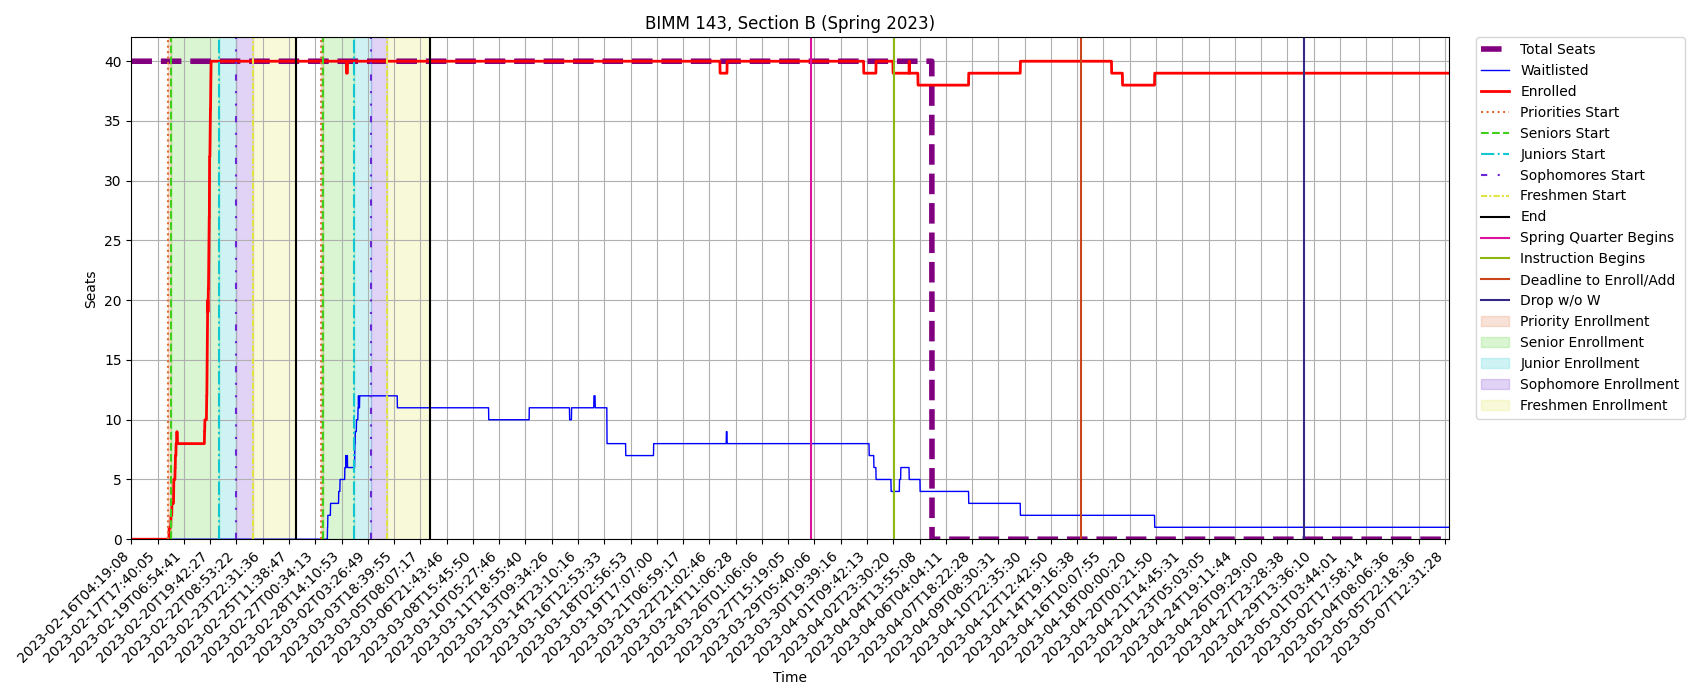 BIMM 143, Section B (Spring 2023)
Seats
40
35
30
25
20
15
10
5
0
2023-02-16T04:19:08
2023-02-17T17:40:05
2023-02-19T06:54:41
2023-02-20T19:42:27
2023-02-22T08:53:22
2023-02-23T22:31:36
2023-02-25T11:38:47
2023-02-27T00:34:13
2023-02-28T14:10:53
2023-03-02T03:26:49
2023-03-03T18:39:55
2023-03-05T08:07:17
2023-03-06T21:43:46
2023-03-08T15:45:50
2023-03-10T05:27:46
2023-03-11T18:55:40
2023-03-13T09:34:26
2023-03-14T23:10:16
2023-03-16T12:53:33
2023-03-18T02:56:53
2023-03-19T17:07:00
2023-03-21T06:59:17
2023-03-22T21:02:46
2023-03-24T11:06:28
2023-03-26T01:06:06
2023-03-27T15:19:05
2023-03-29T05:40:06
2023-03-30T19:39:16
2023-04-01T09:42:13
2023-04-02T23:30:20
2023-04-04T13:55:08
2023-04-06T04:04:11
2023-04-07T18:22:28
2023-04-09T08:30:31
2023-04-10T22:35:30
2023-04-12T12:42:50
2023-04-14T19:16:38
2023-04-16T10:07:55
2023-04-18T00:00:20
2023-04-20T00:21:50
2023-04-21T14:45:31
2023-04-23T05:03:05
2023-04-24T19:11:44
2023-04-26T09:29:00
2023-04-27T23:28:38
2023-04-29T13:36:10
2023-05-01T03:44:01
2023-05-02T17:58:14
2023-05-04T08:06:36
2023-05-05T22:18:36
2023-05-07T12:31:28
Time
Total Seats
Waitlisted
Enrolled
Priorities Start
Seniors Start
Juniors Start
Sophomores Start
Freshmen Start
End
Spring Quarter Begins
Instruction Begins
Deadline to Enroll/Add
Drop w/o W
Priority Enrollment
Senior Enrollment
Junior Enrollment
Sophomore Enrollment
Freshmen Enrollment